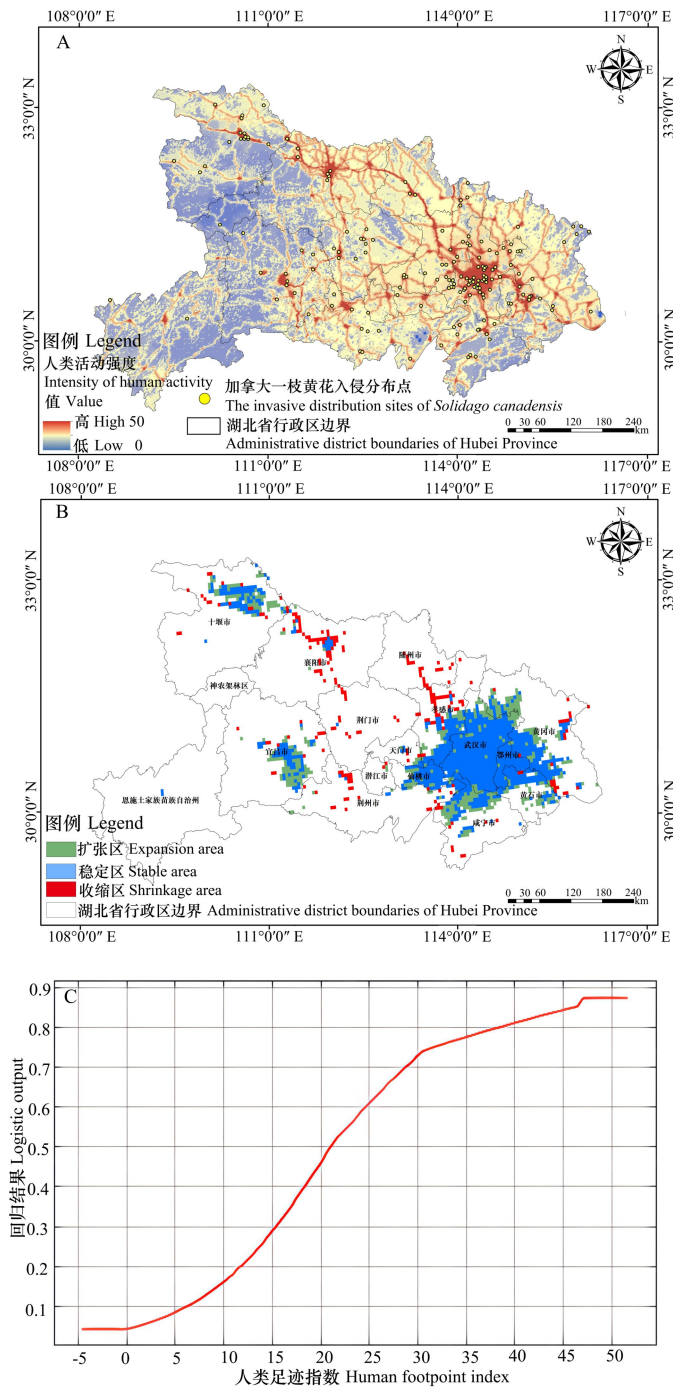 108°0′0″ E 111°0′0″ E 114°0′0″ E 117°0′0″ E
A
N
W E
S
33°0′0″ N
33°0′0″ N
30°0′0″ N
30°0′0″ N
图例 Legend
人类活动强度
Intensity of human activity
值 Value
高 High 50
低 Low 0
加拿大一枝黄花入侵分布点
The invasive distribution sites of Solidago canadensis
湖北省行政区边界
Administrative district boundaries of Hubei Province
0 30 60 120 180 240
km
108°0′0″ E 111°0′0″ E 114°0′0″ E 117°0′0″ E
108°0′0″ E 111°0′0″ E 114°0′0″ E 117°0′0″ E
B
N
W E
S
33°0′0″ N
33°0′0″ N
十堰市
襄阳市
随州市
神农架林区
孝感市
荆门市
黄冈市
武汉市
宜昌市
天门市
鄂州市
潜江市
仙桃市
恩施土家族苗族自治州
荆州市
黄石市
咸宁市
30°0′0″ N
30°0′0″ N
图例 Legend
扩张区 Expansion area
稳定区 Stable area
收缩区 Shrinkage area
湖北省行政区边界 Administrative district boundaries of Hubei Province
0 30 60 120 180 240
km
108°0′0″ E 111°0′0″ E 114°0′0″ E 117°0′0″ E
C
0.9
0.8
0.7
0.6
0.5
0.4
0.3
0.2
0.1
回归结果 Logistic output
-5 0 5 10 15 20 25 30 35 40 45 50
人类足迹指数 Human footpoint index